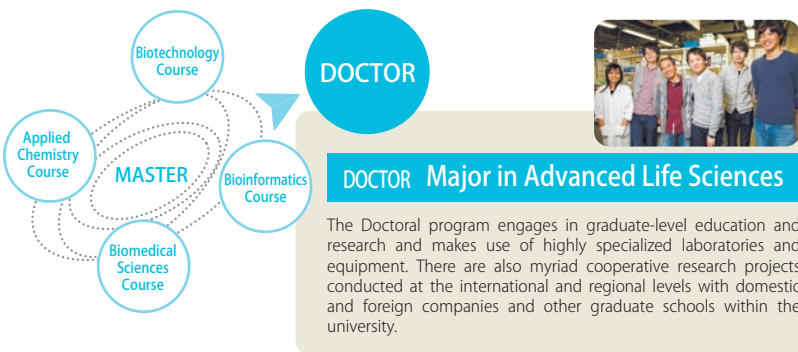 Biotechnology
Course
DOCTOR
Applied
Chemistry
Course
MASTER
Bioinformatics
Course
Biomedical
Sciences
Course
DOCTOR Major in Advanced Life Sciences
The Doctoral program engages in graduate-level education and
research and makes use of highly specialized laboratories and
equipment. There are also myriad cooperative research projects
conducted at the international and regional levels with domestic
and foreign companies and other graduate schools within the
university.